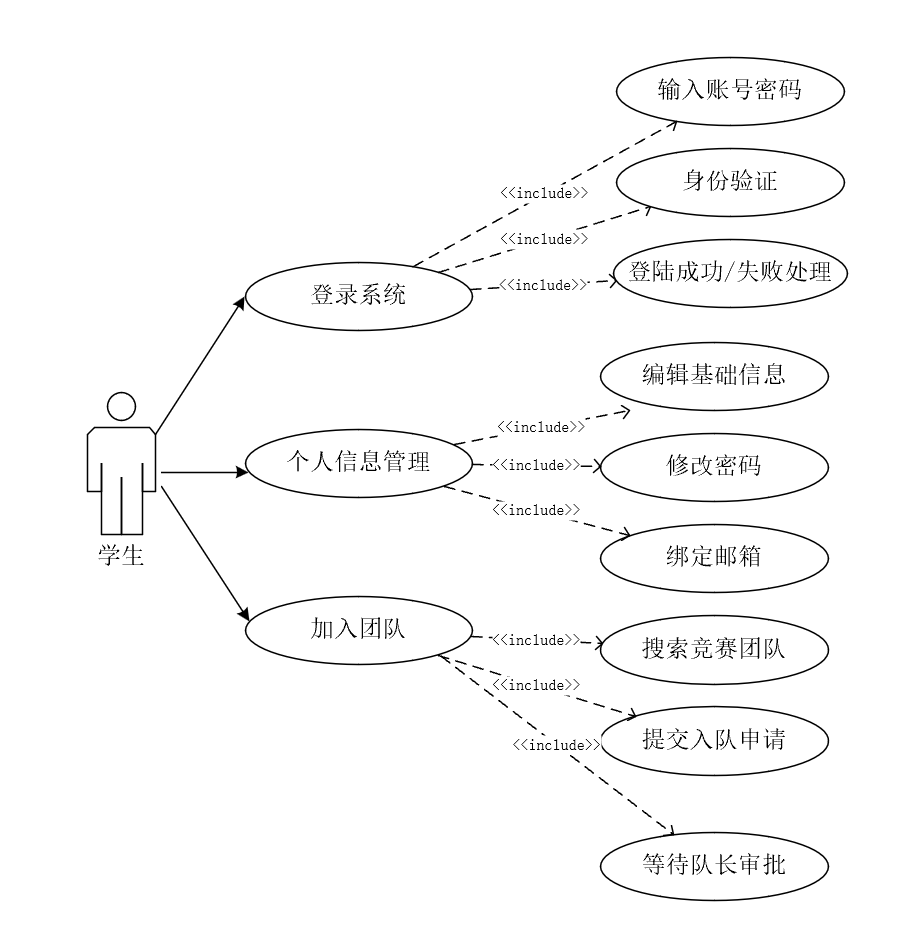 输入账号密码
<<include>>
身份验证
<<include>>
登陆成功/失败处理
<<include>>
登录系统
编辑基础信息
<<include>>
个人信息管理
<<include>>
修改密码
<<include>>
绑定邮箱
学生
加入团队
<<include>>
搜索竞赛团队
<<include>>
提交入队申请
<<include>>
等待队长审批